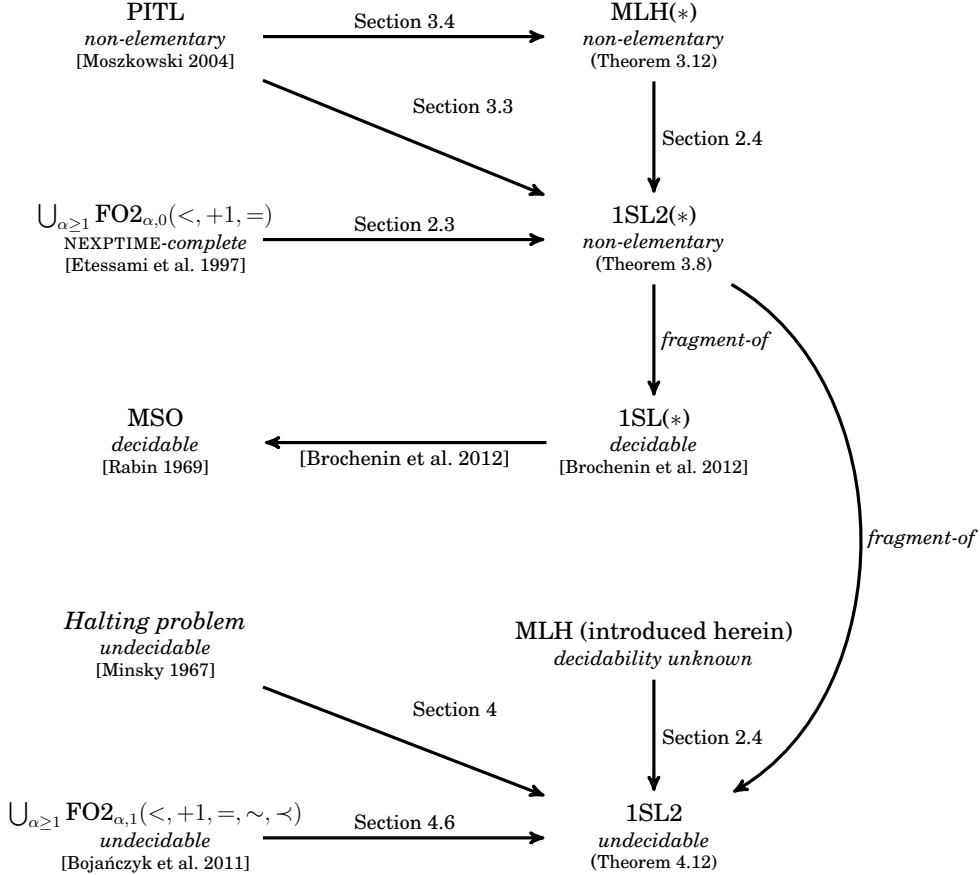 PITL
non-elementary
[Moszkowski 2004]
Section 3.4
MLH(∗)
non-elementary
(Theorem 3.12)
Section 3.3
Section 2.4
⋃α≥1 FO2α,0(<, +1, =)
NEXPTIME-complete
[Etessami et al. 1997]
Section 2.3
1SL2(∗)
non-elementary
(Theorem 3.8)
fragment-of
MSO
decidable
[Rabin 1969]
[Brochenin et al. 2012]
1SL(∗)
decidable
[Brochenin et al. 2012]
fragment-of
Halting problem
undecidable
[Minsky 1967]
MLH (introduced herein)
decidability unknown
Section 4
Section 2.4
⋃α≥1 FO2α,1(<, +1, =, ∼, ≺)
undecidable
[Bojańczyk et al. 2011]
Section 4.6
1SL2
undecidable
(Theorem 4.12)